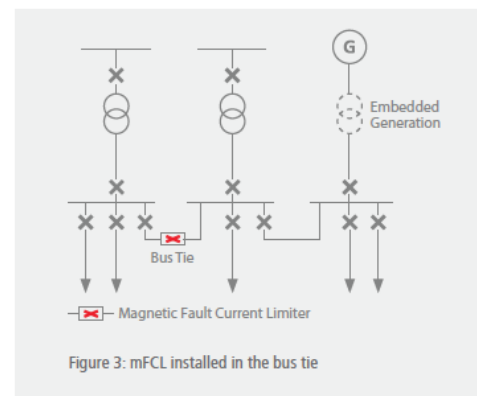 G
Embedded
Generation
Bus Tie
Magnetic Fault Current Limiter
Figure 3: mFCL installed in the bus tie